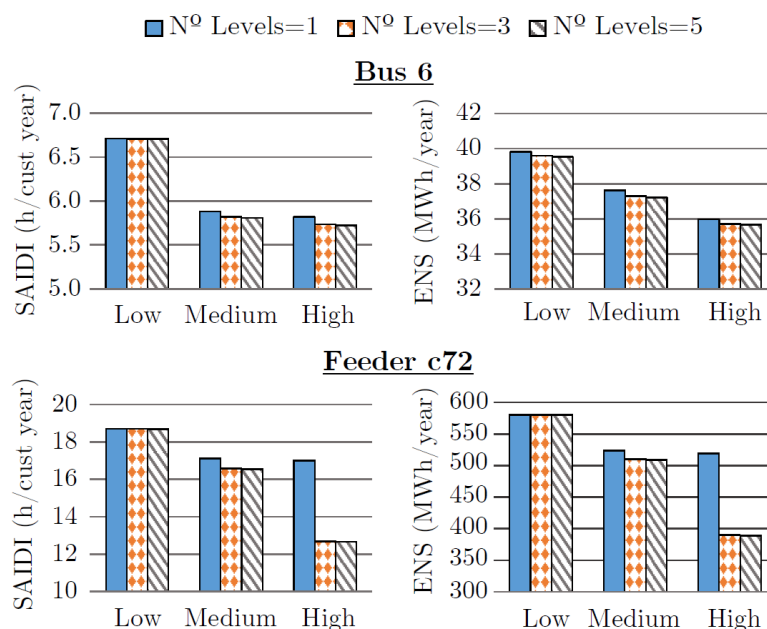 Nº Levels=1 Nº Levels=3 Nº Levels=5
Bus 6
SAIDI (h/cust year)
7.0
6.5
6.0
5.5
5.0
Low Medium High
ENS (MWh/year)
42
40
38
36
34
32
Low Medium High
Feeder c72
SAIDI (h/cust year)
20
18
16
14
12
10
Low Medium High
ENS (MWh/year)
600
550
500
450
400
350
300
Low Medium High